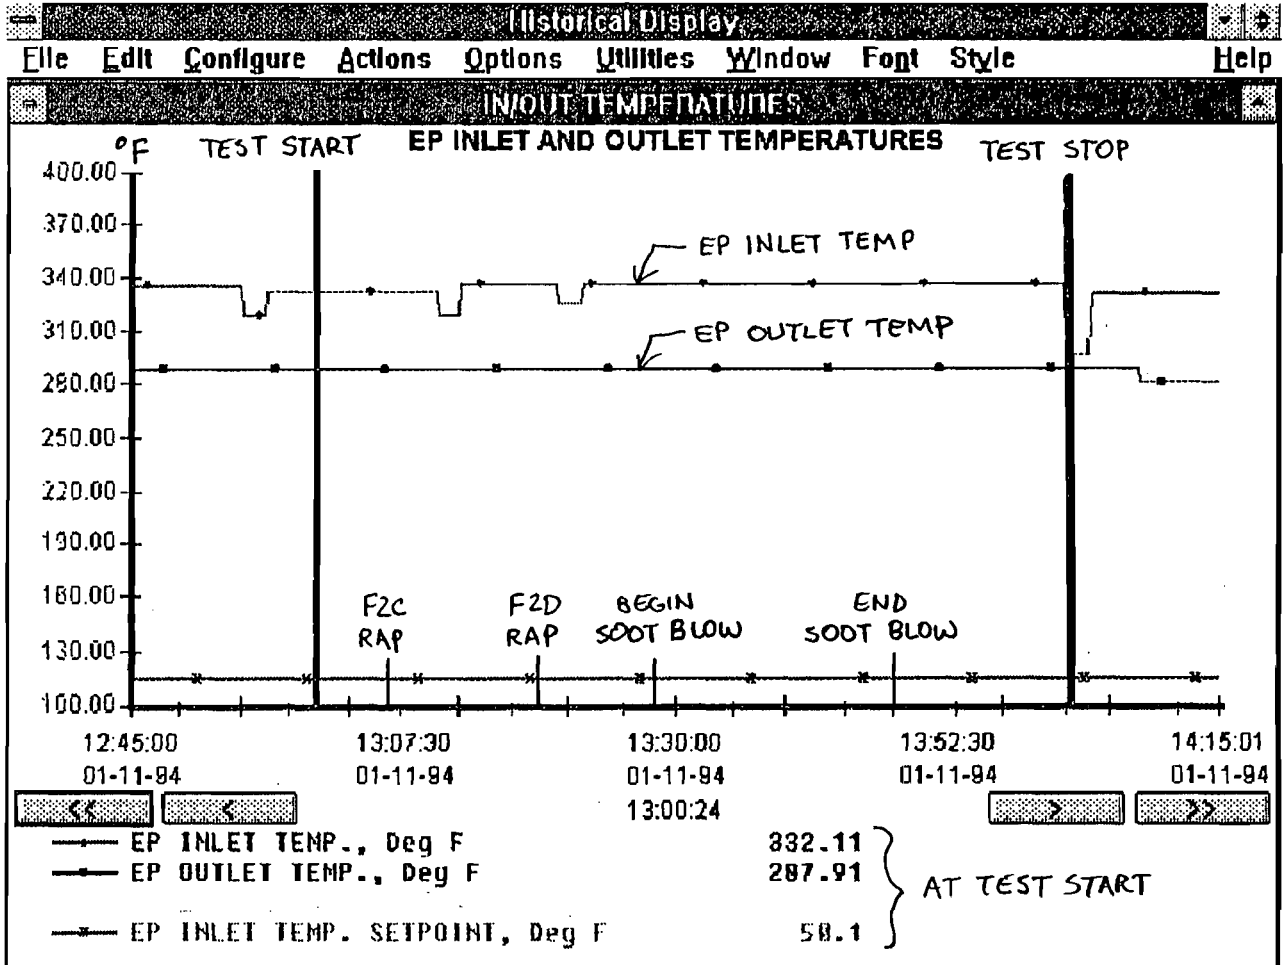 Historical Display
File Edit Configure Actions Options Utilities Window Font Style Help
IN/OUT TEMPERATURES
°F TEST START EP INLET AND OUTLET TEMPERATURES TEST STOP
400.00
370.00
EP INLET TEMP
340.00
310.00
EP OUTLET TEMP
280.00
250.00
220.00
190.00
160.00
F2C F2D BEGIN END
RAP RAP SOOT BLOW SOOT BLOW
130.00
100.00
12:45:00 13:07:30 13:30:00 13:52:30 14:15:01
01-11-94 01-11-94 01-11-94 01-11-94 01-11-94
<< < 13:00:24 > >>
EP INLET TEMP., Deg F 332.11
EP OUTLET TEMP., Deg F 287.91
AT TEST START
EP INLET TEMP. SETPOINT, Deg F 58.1